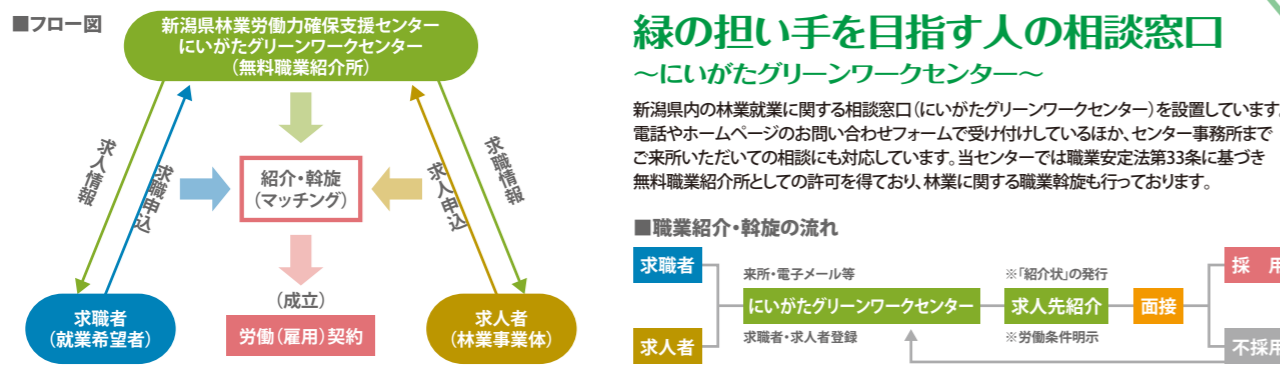 ■フロー図
新潟県林業労働力確保支援センター
にいがたグリーンワークセンター
（無料職業紹介所）
求人情報
求職申込
紹介・斡旋
（マッチング）
求人申込
求職情報
（成立）
労働（雇用）契約
求職者
（就業希望者）
求人者
（林業事業体）
緑の担い手を目指す人の相談窓口
～にいがたグリーンワークセンター～
新潟県内の林業就業に関する相談窓口（にいがたグリーンワークセンター）を設置しています。
電話やホームページのお問い合わせフォームで受け付けしているほか、センター事務所まで
ご来所いただいての相談にも対応しています。当センターでは職業安定法第33条に基づき
無料職業紹介所としての許可を得ており、林業に関する職業斡旋も行っております。
■職業紹介・斡旋の流れ
求職者
求人者
来所・電子メール等
にいがたグリーンワークセンター
求職者・求人者登録
※「紹介状」の発行
求人先紹介
※労働条件明示
面接
採 用
不採用